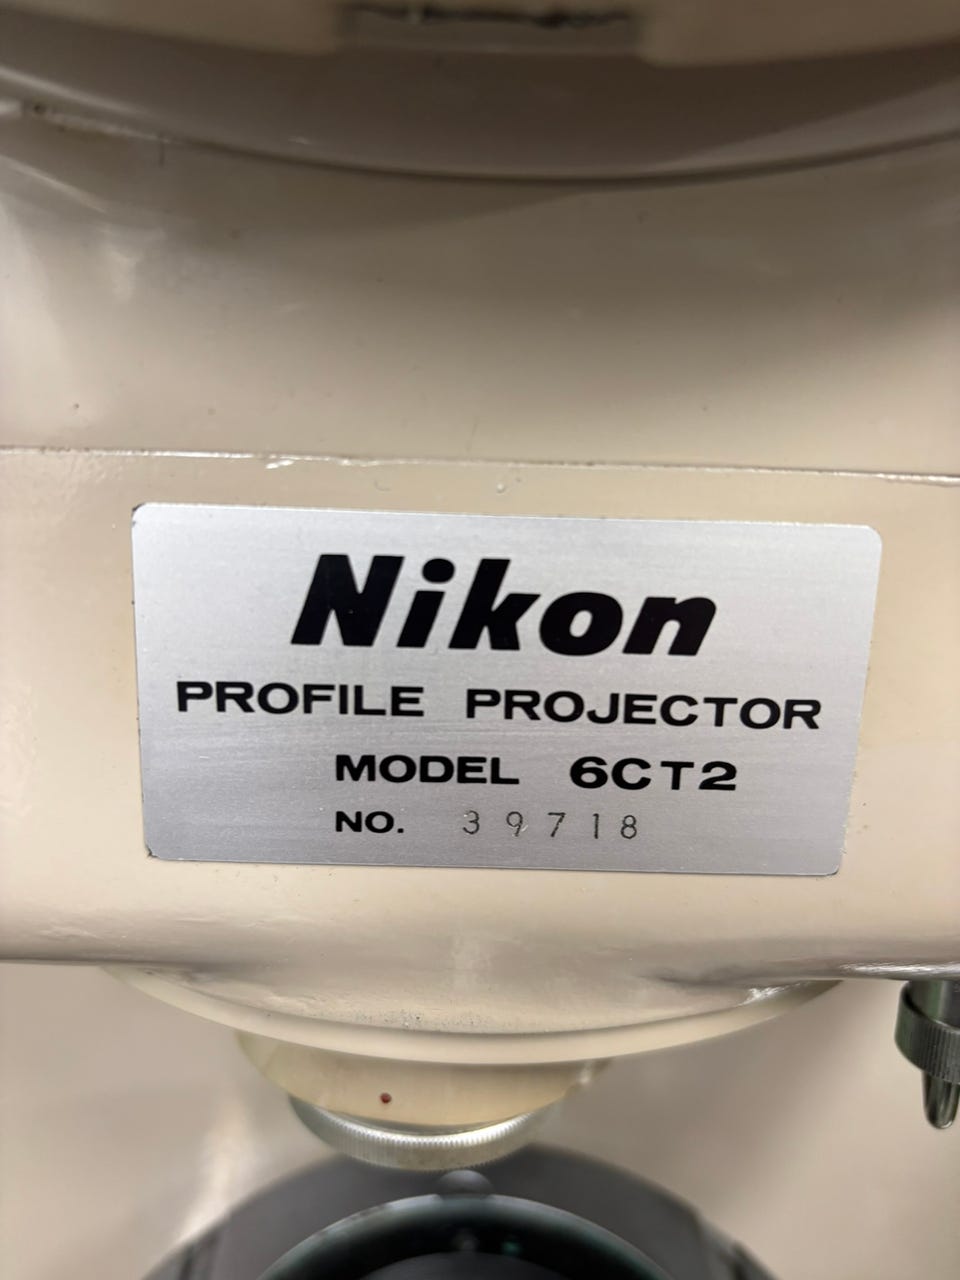 Nikon
PROFILE PROJECTOR
MODEL 6CT2
NO. 39718